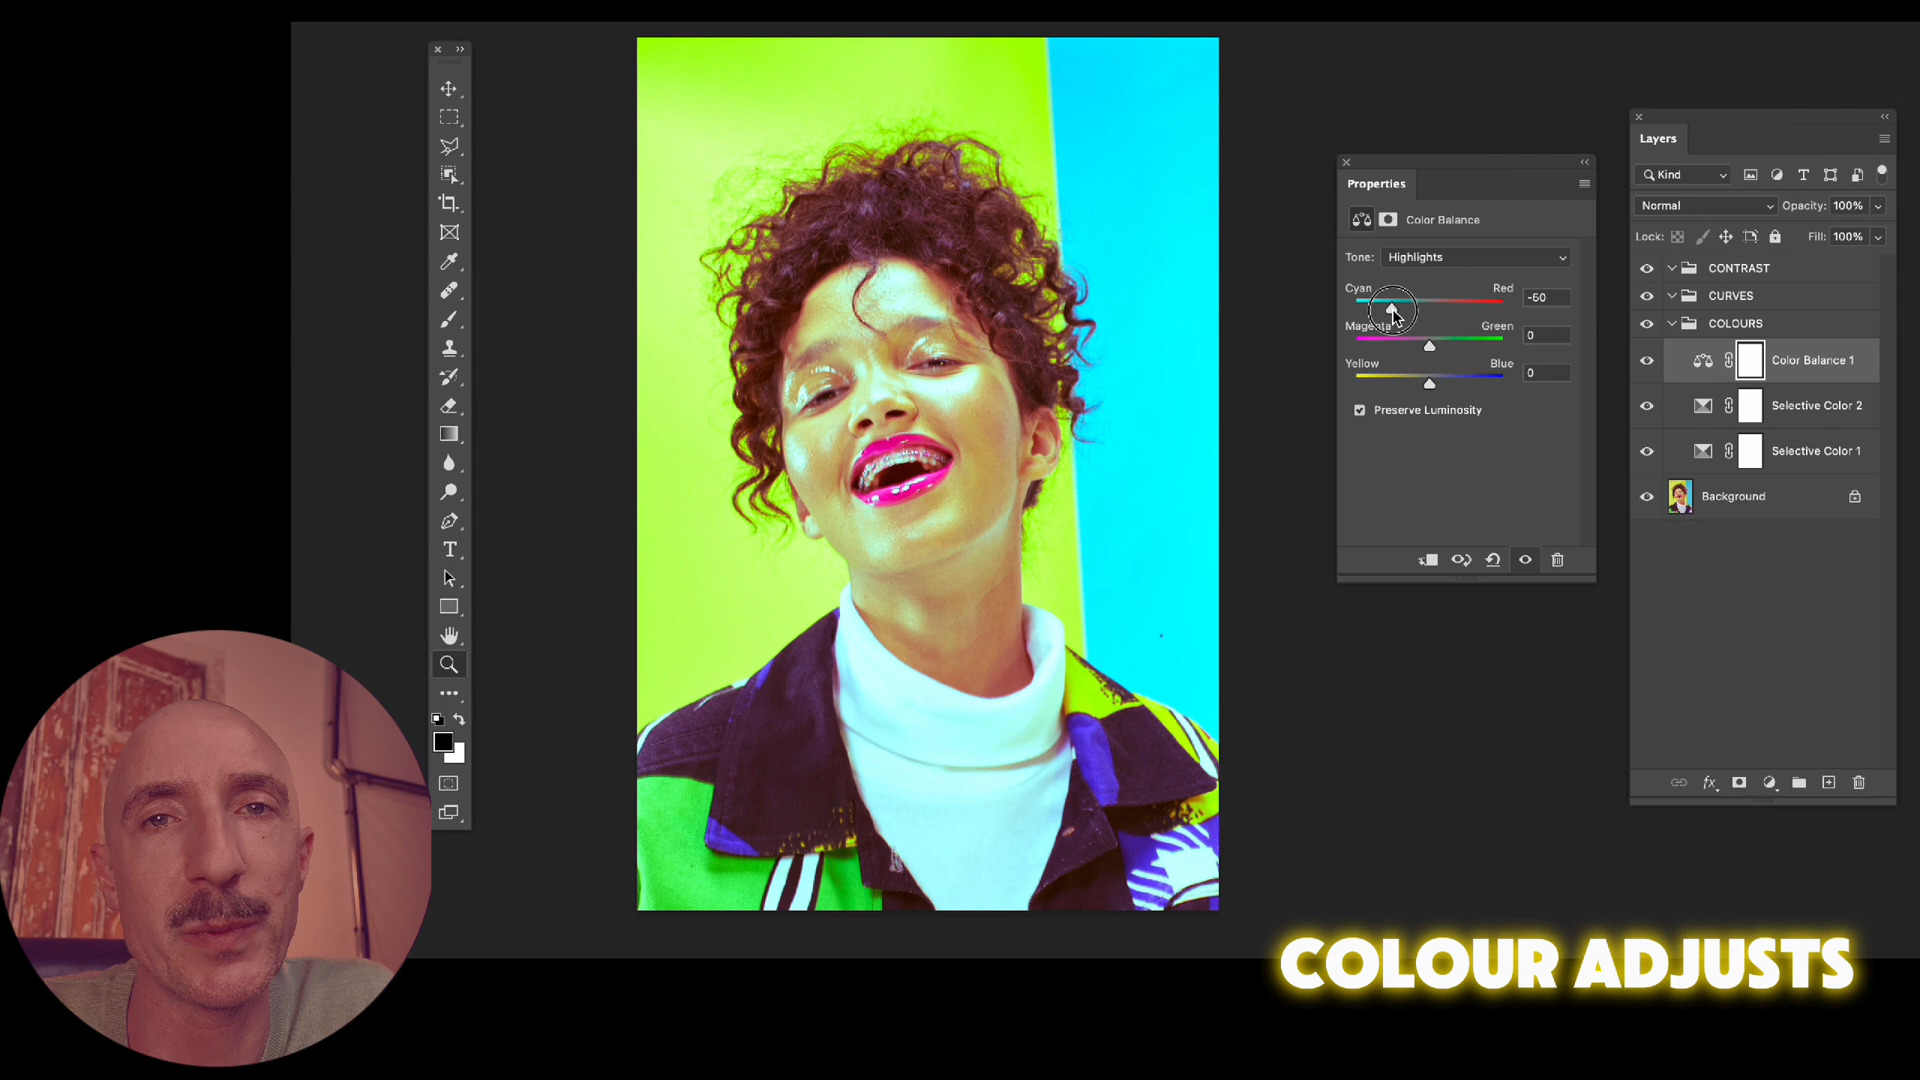 Properties
Color Balance
Tone: Highlights
Cyan Red -50
Magenta Green 0
Yellow Blue 0
Preserve Luminosity
Layers
Kind
Normal Opacity: 100%
Lock: Fill: 100%
CONTRAST
CURVES
COLOURS
Color Balance 1
Selective Color 2
Selective Color 1
Background
COLOUR ADJUSTS